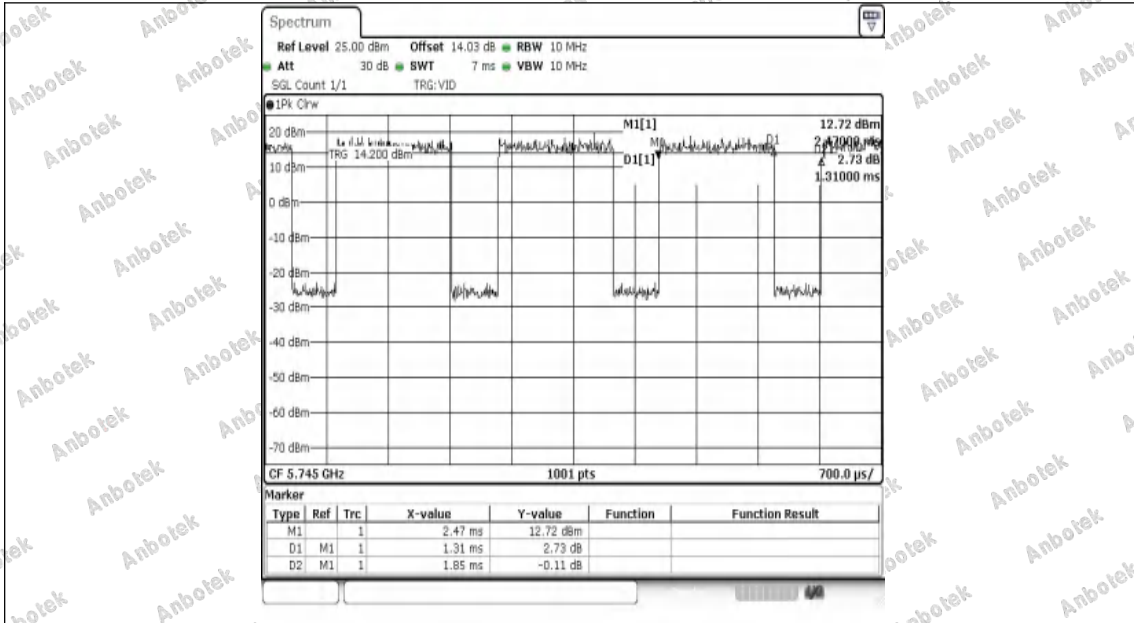 Spectrum
Ref Level 25.00 dBm Offset 14.03 dB RBW 10 MHz
Att 30 dB SWT 7 ms VBW 10 MHz
SGL Count 1/1 TRG:VID
1Pk Clrw
M1[1] 12.72 dBm
2.47000 ms
D1[1] 2.73 dB
1.31000 ms
20 dBm
TRG 14.200 dBm
10 dBm
0 dBm
-10 dBm
-20 dBm
-30 dBm
-40 dBm
-50 dBm
-60 dBm
-70 dBm
D1
CF 5.745 GHz 1001 pts 700.0 µs/
Marker
Type Ref Trc X-value Y-value Function Function Result
M1 1 2.47 ms 12.72 dBm
D1 M1 1 1.31 ms 2.73 dB
D2 M1 1 1.85 ms -0.11 dB
Anbotek